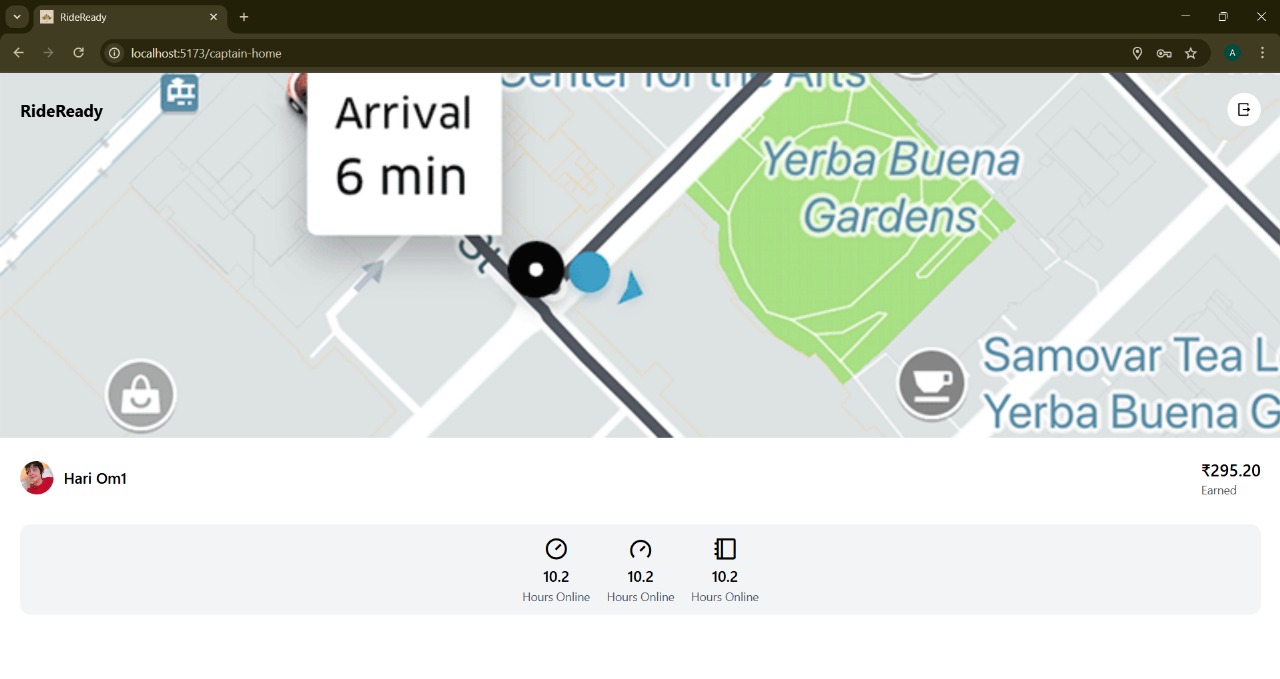 RideReady
localhost:5173/captain-home
A
Center for the Arts
RideReady
Arrival
6 min
Yerba Buena
Gardens
St
Samovar Tea L
Yerba Buena G
Hari Om1
₹295.20
Earned
10.2
10.2
10.2
Hours Online
Hours Online
Hours Online